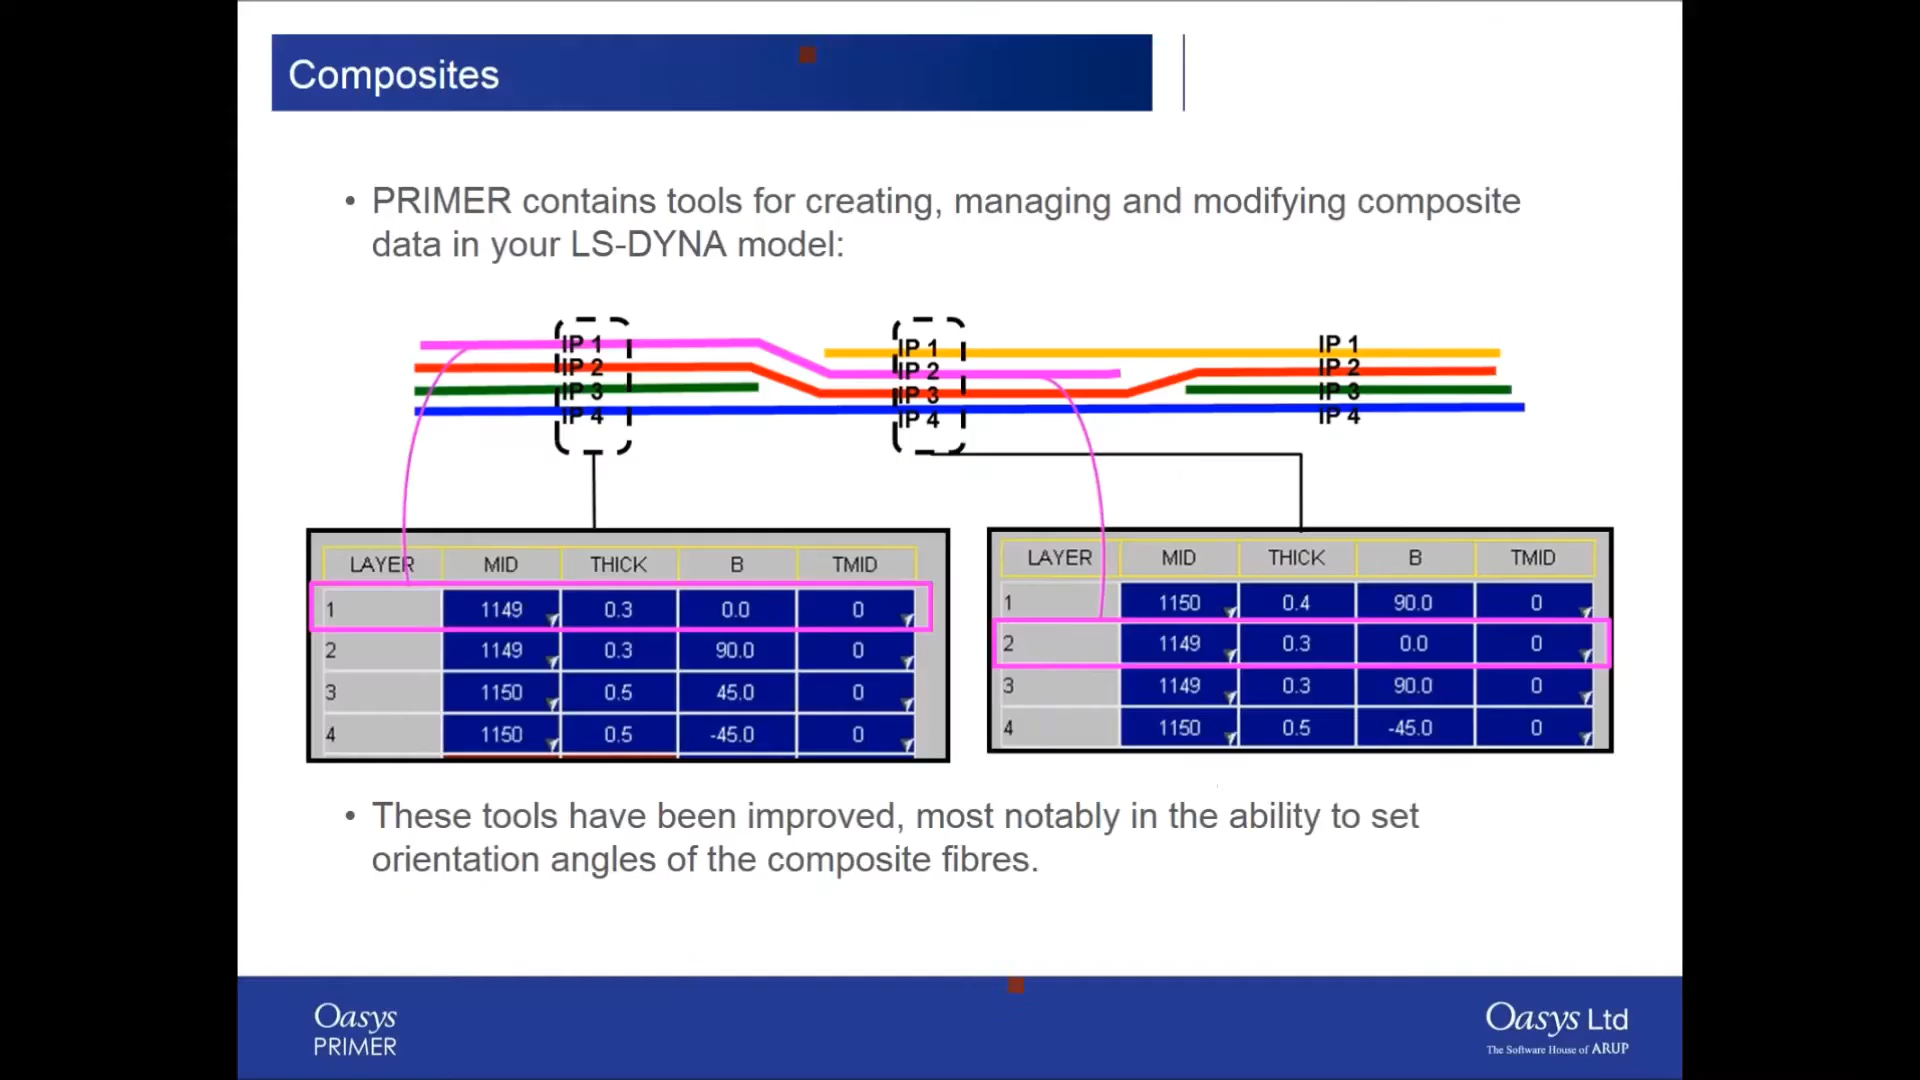 Composites
• PRIMER contains tools for creating, managing and modifying composite
data in your LS-DYNA model:
IP 1 IP 1 IP 1
IP 2 IP 2 IP 2
IP 3 IP 3 IP 3
IP 4 IP 4 IP 4
LAYER MID THICK B TMID
1 1149 0.3 0.0 0
2 1149 0.3 90.0 0
3 1150 0.5 45.0 0
4 1150 0.5 -45.0 0
LAYER MID THICK B TMID
1 1150 0.4 90.0 0
2 1149 0.3 0.0 0
3 1149 0.3 90.0 0
4 1150 0.5 -45.0 0
• These tools have been improved, most notably in the ability to set
orientation angles of the composite fibres.
Oasys
PRIMER
Oasys Ltd
The Software House of ARUP